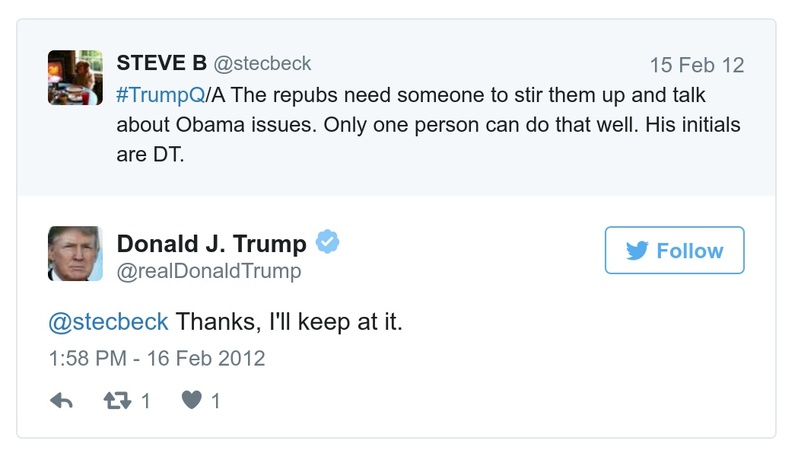 STEVE B @stecbeck 15 Feb 12
#TrumpQ/A The repubs need someone to stir them up and talk
about Obama issues. Only one person can do that well. His initials
are DT.
Donald J. Trump
@realDonaldTrump
Follow
@stecbeck Thanks, I'll keep at it.
1:58 PM - 16 Feb 2012
1 1